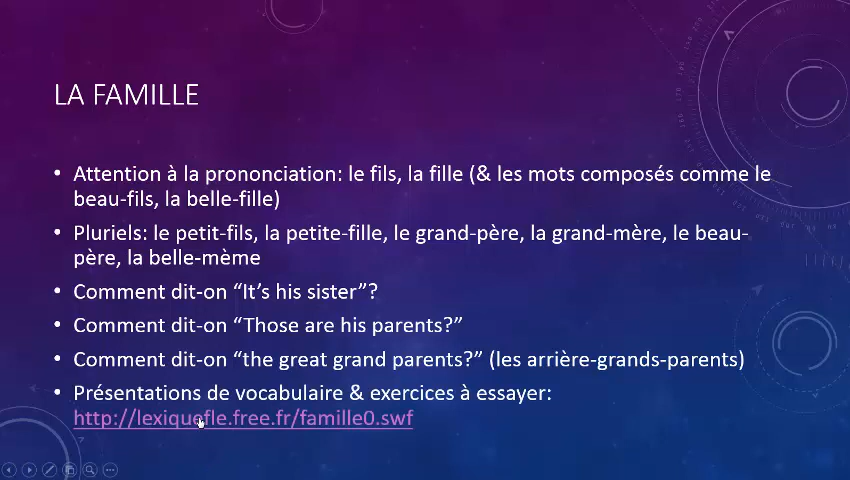 LA FAMILLE
• Attention à la prononciation: le fils, la fille (& les mots composés comme le
beau-fils, la belle-fille)
• Pluriels: le petit-fils, la petite-fille, le grand-père, la grand-mère, le beau-
père, la belle-mème
• Comment dit-on “It’s his sister”?
• Comment dit-on “Those are his parents?”
• Comment dit-on “the great grand parents?” (les arrière-grands-parents)
• Présentations de vocabulaire & exercices à essayer:
http://lexiquefle.free.fr/famille0.swf